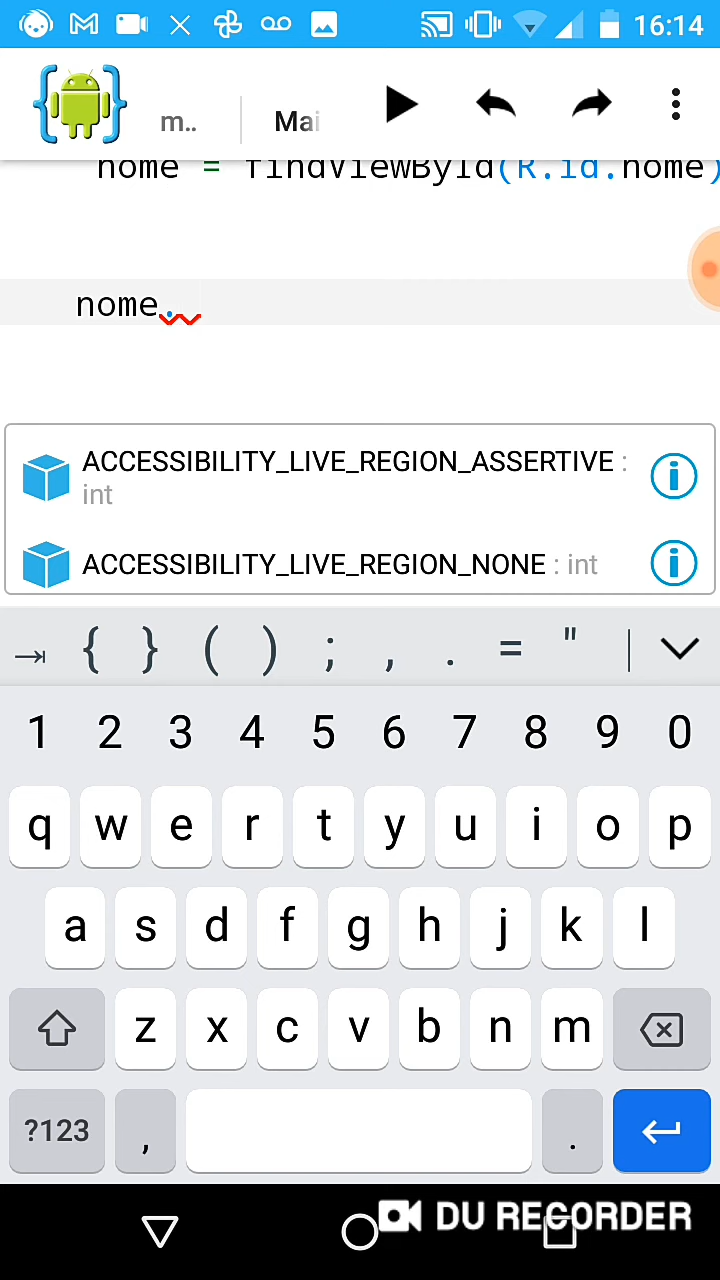 16:14
m..
Mai
nome = findViewById(R.id.nome)
nome.
ACCESSIBILITY_LIVE_REGION_ASSERTIVE :
int
ACCESSIBILITY_LIVE_REGION_NONE : int
{ } ( ) ; , . = " |
1 2 3 4 5 6 7 8 9 0
q w e r t y u i o p
a s d f g h j k l
z x c v b n m
?123 , .
DU RECORDER